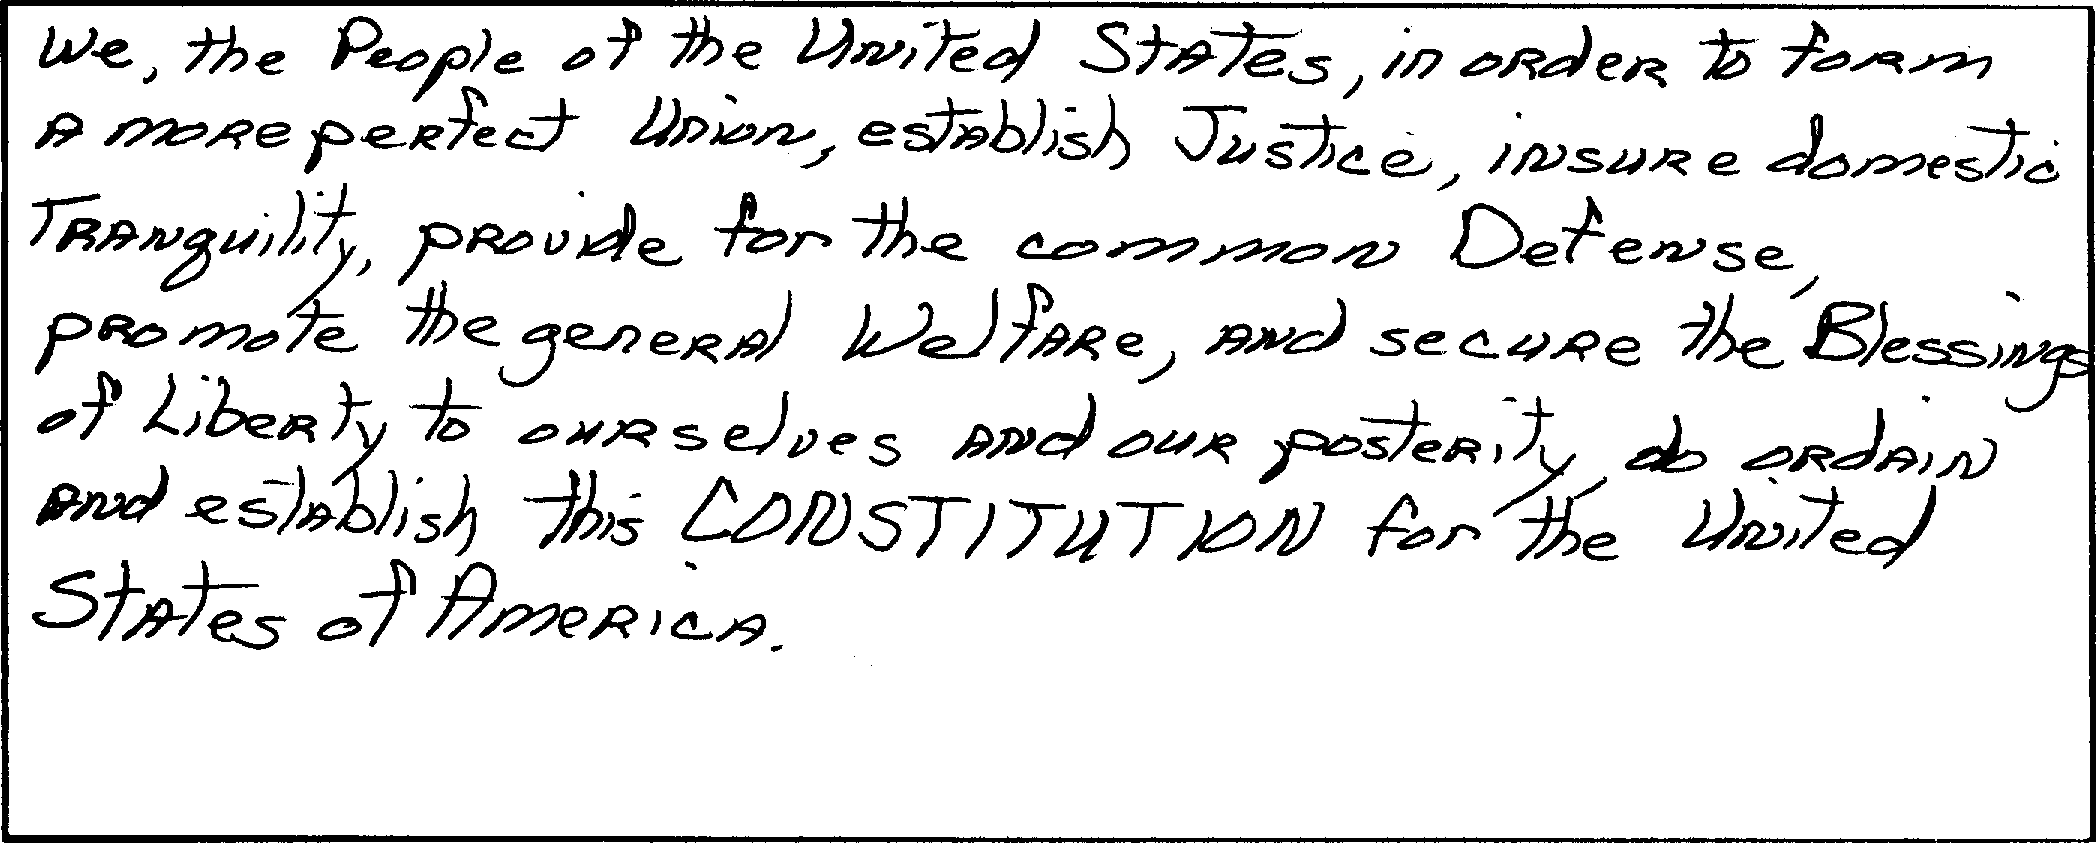 We, the People of the United States, in order to form
a more perfect Union, establish Justice, insure domestic
Tranquility, provide for the common Defense,
promote the general Welfare, and secure the Blessings
of Liberty to ourselves and our posterity, do ordain
and establish this CONSTITUTION for the United
States of America.